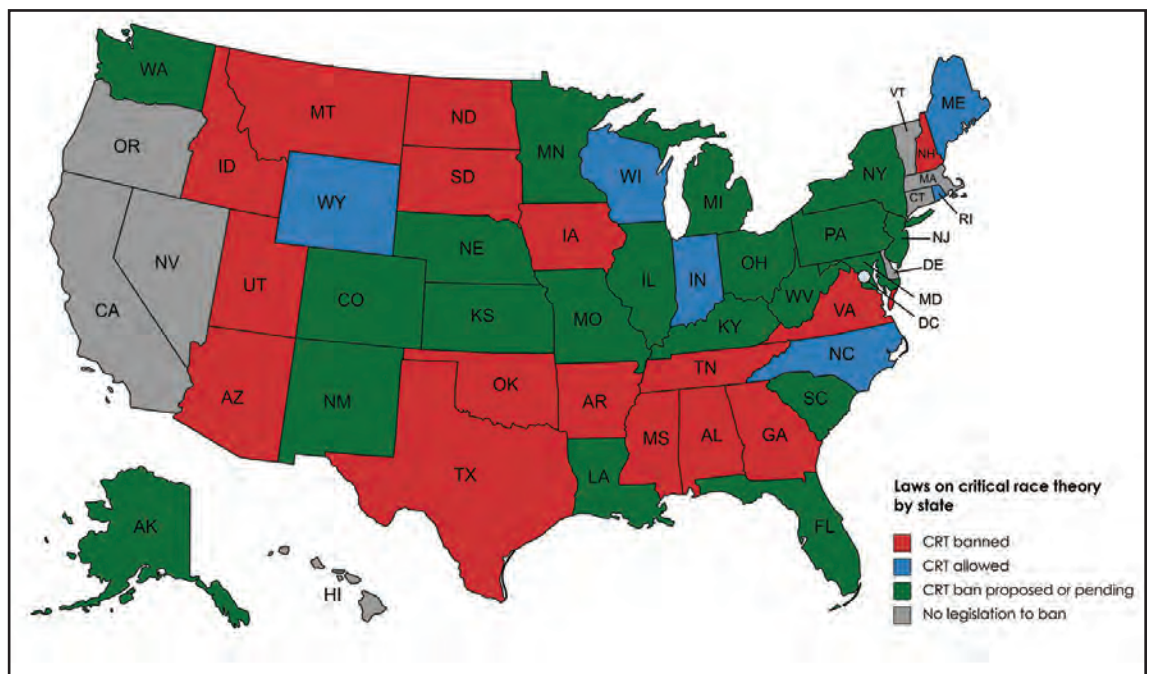 WA
MT
ND
MN
VT
ME
OR
ID
SD
WI
NH
NY
MA
WY
MI
CT
RI
IA
NE
PA
NJ
NV
UT
IL
IN
OH
DE
CA
CO
WV
MD
KS
MO
KY
VA
DC
NC
TN
OK
AZ
NM
AR
SC
MS
AL
GA
TX
LA
Laws on critical race theory
by state
AK
FL
CRT banned
CRT allowed
HI
CRT ban proposed or pending
No legislation to ban